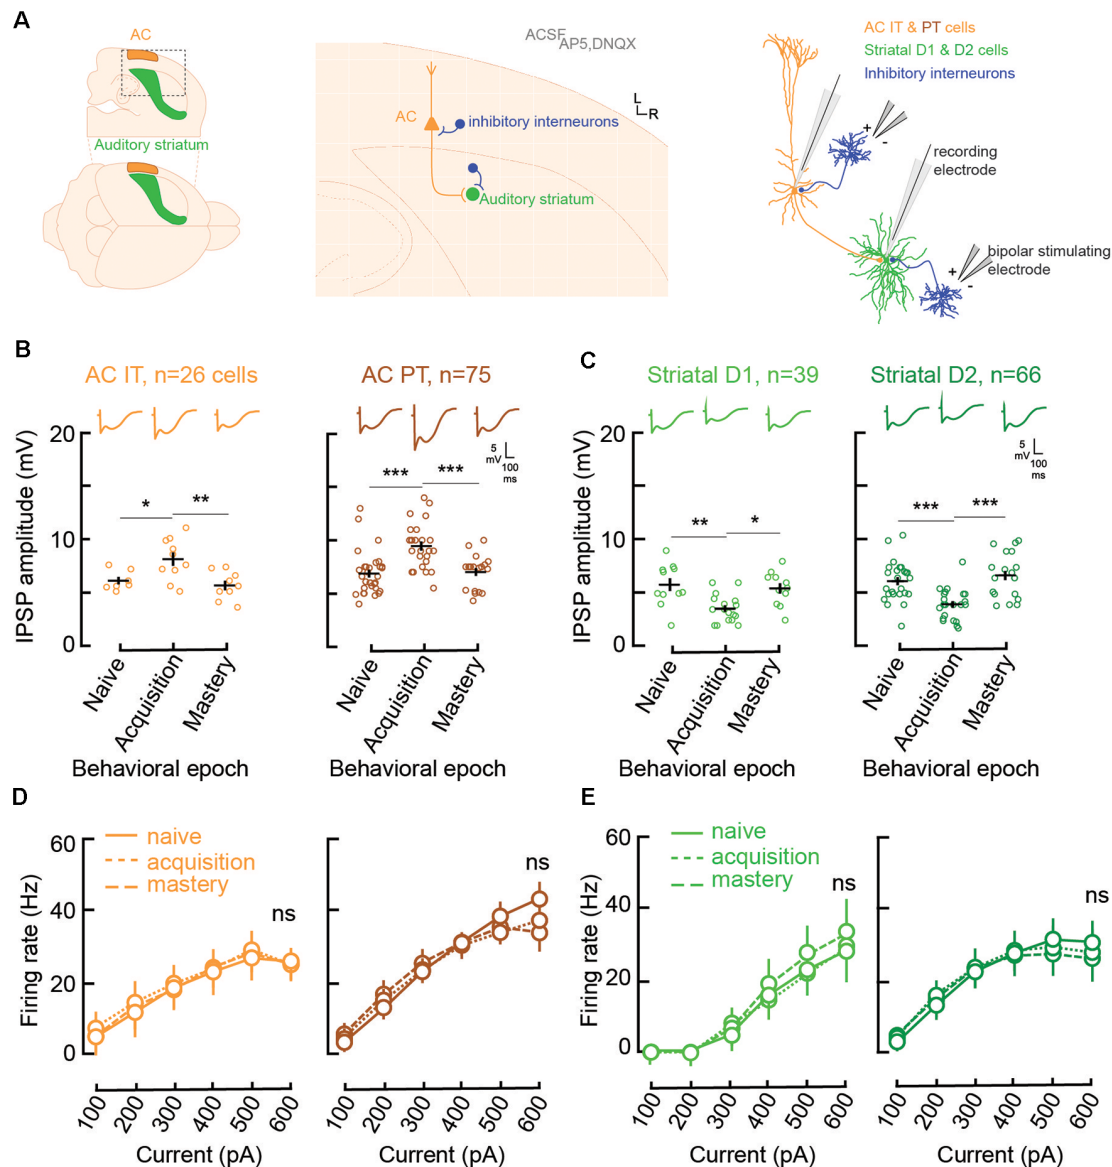 A
AC
Auditory striatum
ACSF
AP5,DNQX
L
R
AC
inhibitory interneurons
Auditory striatum
AC IT & PT cells
Striatal D1 & D2 cells
Inhibitory interneurons
+
-
recording
electrode
bipolar stimulating
electrode
+
-
B
AC IT, n=26 cells
AC PT, n=75
20
10
0
IPSP amplitude (mV)
* **
*** ***
5
mV
100
ms
Naive
Acquisition
Mastery
Behavioral epoch
Naive
Acquisition
Mastery
Behavioral epoch
C
Striatal D1, n=39
Striatal D2, n=66
20
10
0
IPSP amplitude (mV)
** *
*** ***
5
mV
100
ms
Naive
Acquisition
Mastery
Behavioral epoch
Naive
Acquisition
Mastery
Behavioral epoch
D
naive
acquisition
mastery
ns
ns
60
40
20
0
Firing rate (Hz)
100 200 300 400 500 600
Current (pA)
100 200 300 400 500 600
Current (pA)
E
naive
acquisition
mastery
ns
ns
60
40
20
0
Firing rate (Hz)
100 200 300 400 500 600
Current (pA)
100 200 300 400 500 600
Current (pA)